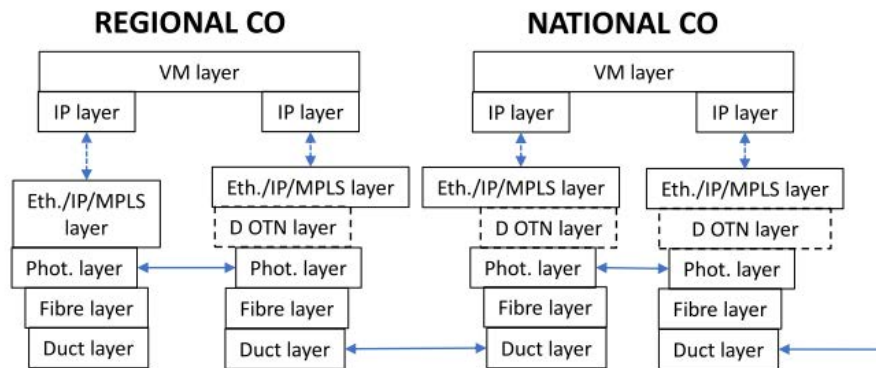 REGIONAL CO
NATIONAL CO
VM layer
VM layer
IP layer
IP layer
IP layer
IP layer
Eth./IP/MPLS
layer
Eth./IP/MPLS layer
Eth./IP/MPLS layer
Eth./IP/MPLS layer
D OTN layer
D OTN layer
D OTN layer
Phot. layer
Phot. layer
Phot. layer
Phot. layer
Fibre layer
Fibre layer
Fibre layer
Fibre layer
Duct layer
Duct layer
Duct layer
Duct layer